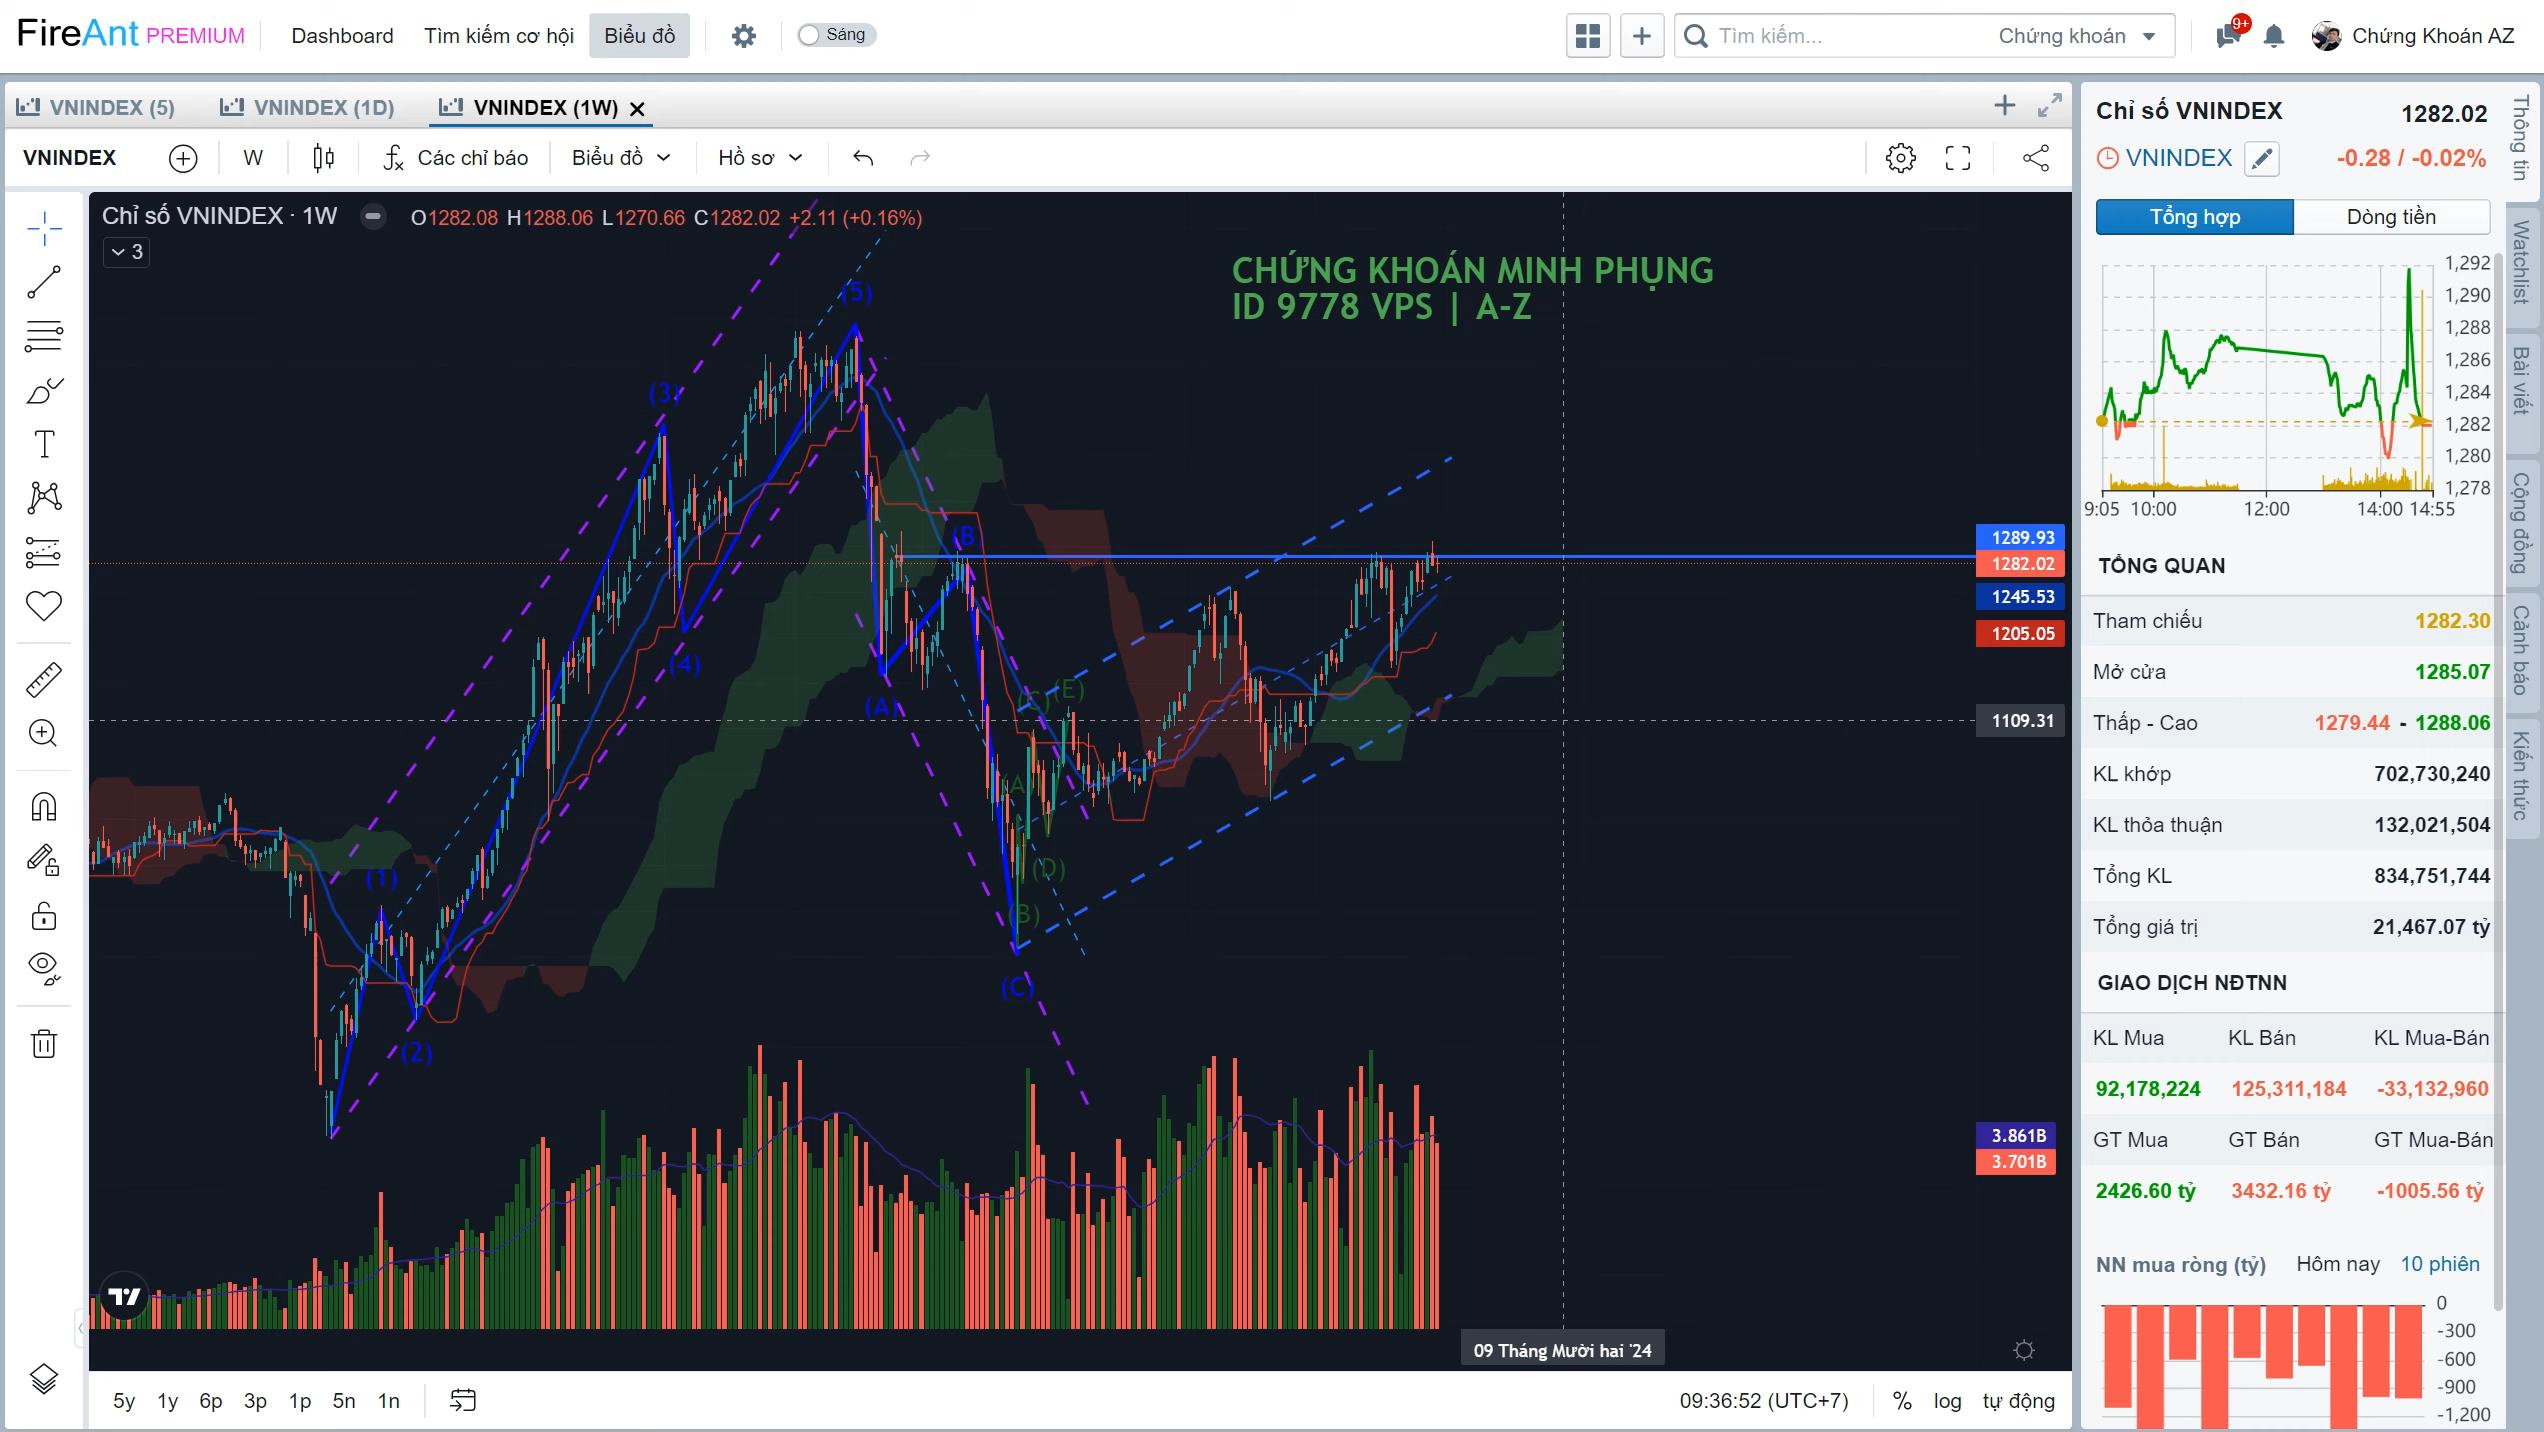 FireAnt PREMIUM
Dashboard
Tìm kiếm cơ hội
Biểu đồ
Sáng
Tìm kiếm...
Chứng khoán
9+
Chứng Khoán AZ
VNINDEX (5)
VNINDEX (1D)
VNINDEX (1W)
VNINDEX
W
Các chỉ báo
Biểu đồ
Hồ sơ
Chỉ số VNINDEX · 1W
O1282.08 H1288.06 L1270.66 C1282.02 +2.11 (+0.16%)
3
CHỨNG KHOÁN MINH PHỤNG
ID 9778 VPS | A-Z
(5)
(3)
(B)
(4)
(C)
(E)
(A)
(A)
(D)
(1)
(B)
(C)
(2)
1289.93
1282.02
1245.53
1205.05
1109.31
3.861B
3.701B
09 Tháng Mười hai '24
5y 1y 6p 3p 1p 5n 1n
09:36:52 (UTC+7)
% log tự động
Chỉ số VNINDEX 1282.02
VNINDEX -0.28 / -0.02%
Tổng hợp
Dòng tiền
1,292
1,290
1,288
1,286
1,284
1,282
1,280
1,278
9:05 10:00 12:00 14:00 14:55
TỔNG QUAN
Tham chiếu 1282.30
Mở cửa 1285.07
Thấp - Cao 1279.44 - 1288.06
KL khớp 702,730,240
KL thỏa thuận 132,021,504
Tổng KL 834,751,744
Tổng giá trị 21,467.07 tỷ
GIAO DỊCH NĐTNN
KL Mua KL Bán KL Mua-Bán
92,178,224 125,311,184 -33,132,960
GT Mua GT Bán GT Mua-Bán
2426.60 tỷ 3432.16 tỷ -1005.56 tỷ
NN mua ròng (tỷ) Hôm nay 10 phiên
0
-300
-600
-900
-1,200
Thông tin
Watchlist
Bài viết
Cộng đồng
Cảnh báo
Kiến thức